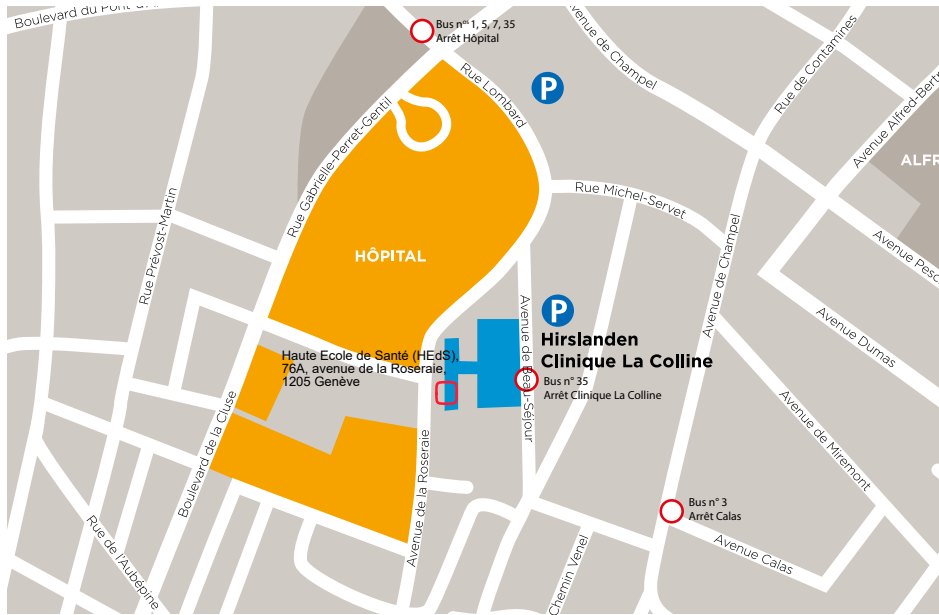 Boulevard du Pont-d'A
Bus nᵒˢ 1, 5, 7, 35
Arrêt Hôpital
Rue Lombard
P
Avenue de Champel
Rue de Contamines
Avenue Alfred-Bertr
ALFR
Rue Gabrielle-Perret-Gentil
Rue Prévost-Martin
HÔPITAL
Rue Michel-Servet
Avenue de Champel
Avenue Pesc
Avenue de Beau-Séjour
P
Hirslanden
Clinique La Colline
Bus n° 35
Arrêt Clinique La Colline
Haute Ecole de Santé (HEdS),
76A, avenue de la Roseraie,
1205 Genève
Avenue Dumas
Avenue de Miremont
Boulevard de la Cluse
Avenue de la Roseraie
Rue de l'Aubépine
Bus n° 3
Arrêt Calas
Avenue Calas
Chemin Venel